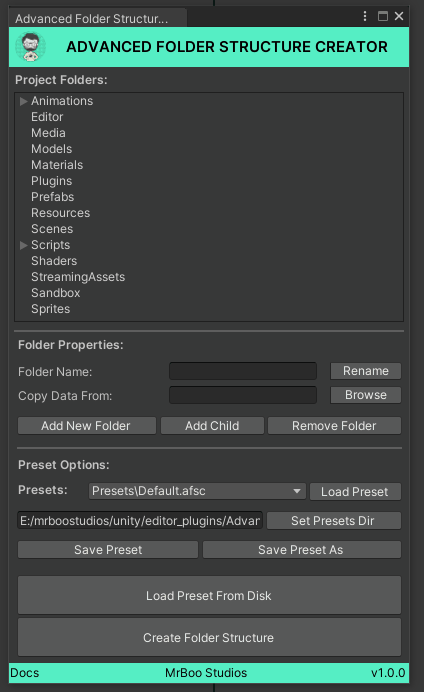 Advanced Folder Structur...
ADVANCED FOLDER STRUCTURE CREATOR
Project Folders:
Animations
Editor
Media
Models
Materials
Plugins
Prefabs
Resources
Scenes
Scripts
Shaders
StreamingAssets
Sandbox
Sprites
Folder Properties:
Folder Name: Rename
Copy Data From: Browse
Add New Folder Add Child Remove Folder
Preset Options:
Presets: Presets\Default.afsc Load Preset
E:/mrboostudios/unity/editor_plugins/Advan Set Presets Dir
Save Preset Save Preset As
Load Preset From Disk
Create Folder Structure
Docs MrBoo Studios v1.0.0